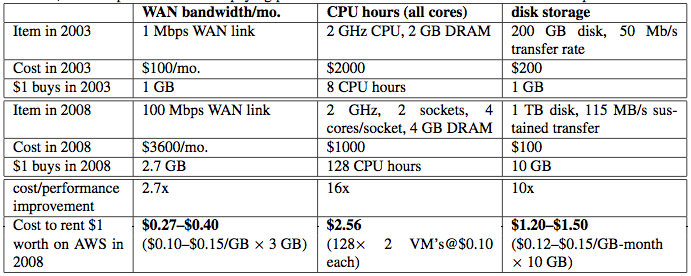 WAN bandwidth/mo. CPU hours (all cores) disk storage
Item in 2003 1 Mbps WAN link 2 GHz CPU, 2 GB DRAM 200 GB disk, 50 Mb/s
transfer rate
Cost in 2003 $100/mo. $2000 $200
$1 buys in 2003 1 GB 8 CPU hours 1 GB
Item in 2008 100 Mbps WAN link 2 GHz, 2 sockets, 4 1 TB disk, 115 MB/s sus-
cores/socket, 4 GB DRAM tained transfer
Cost in 2008 $3600/mo. $1000 $100
$1 buys in 2008 2.7 GB 128 CPU hours 10 GB
cost/performance 2.7x 16x 10x
improvement
Cost to rent $1 $0.27–$0.40 $2.56 $1.20–$1.50
worth on AWS in ($0.10–$0.15/GB × 3 GB) (128× 2 VM's@$0.10 ($0.12–$0.15/GB-month
2008 each) × 10 GB)